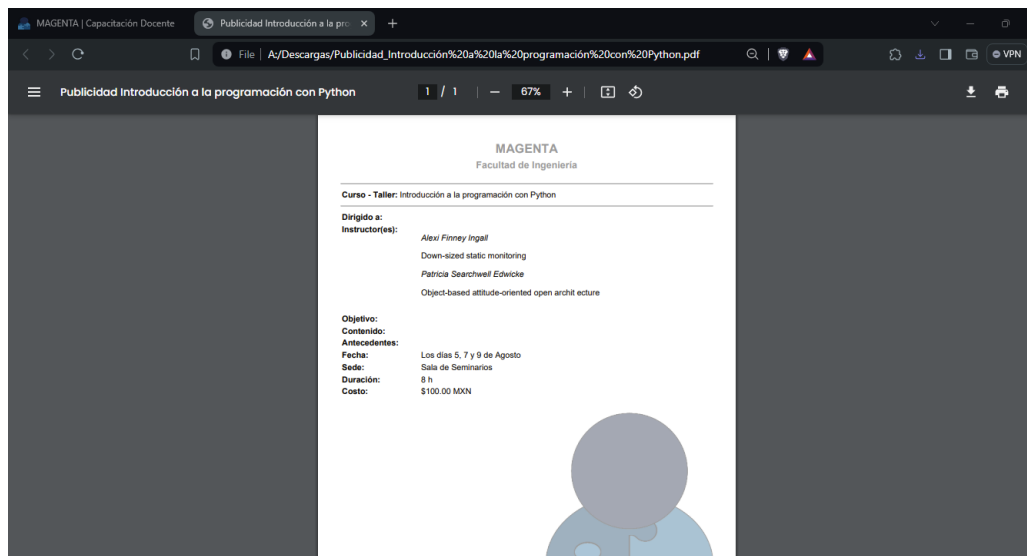 MAGENTA | Capacitación Docente
Publicidad Introducción a la pro
File
A:/Descargas/Publicidad_Introducción%20a%20la%20programación%20con%20Python.pdf
VPN
Publicidad Introducción a la programación con Python
1 / 1
67%
MAGENTA
Facultad de Ingeniería
Curso - Taller: Introducción a la programación con Python
Dirigido a:
Instructor(es):
Alexi Finney Ingall
Down-sized static monitoring
Patricia Searchwell Edwicke
Object-based attitude-oriented open archit ecture
Objetivo:
Contenido:
Antecedentes:
Fecha: Los días 5, 7 y 9 de Agosto
Sede: Sala de Seminarios
Duración: 8 h
Costo: $100.00 MXN